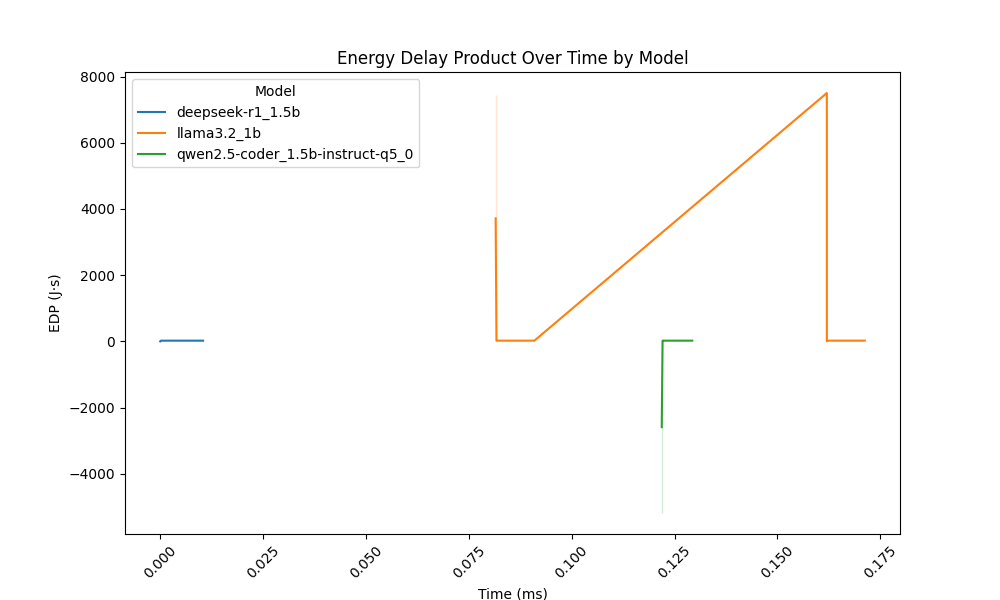 Energy Delay Product Over Time by Model
Model
deepseek-r1_1.5b
llama3.2_1b
qwen2.5-coder_1.5b-instruct-q5_0
EDP (J·s)
8000
6000
4000
2000
0
−2000
−4000
0.000
0.025
0.050
0.075
0.100
0.125
0.150
0.175
Time (ms)